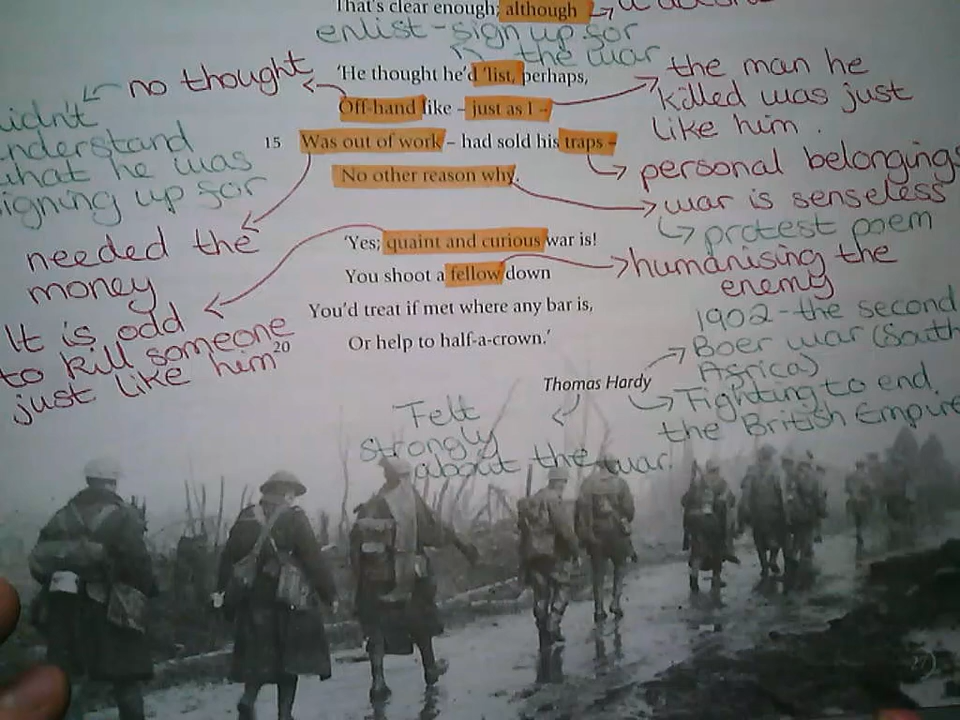 That's clear enough; although
enlist - sign up for
the war
'He thought he'd 'list, perhaps,
Off-hand like – just as I –
15 Was out of work – had sold his traps –
No other reason why.
'Yes; quaint and curious war is!
You shoot a fellow down
You'd treat if met where any bar is,
20 Or help to half-a-crown.'
Thomas Hardy
no thought
understand
what he was
signing up for
needed the
money
It is odd
to kill someone
just like him
the man he
killed was just
like him.
personal belongings
war is senseless
protest poem
humanising the
enemy
1902 - the second
Boer war (South
Africa)
Fighting to end
the British Empire
Felt
strongly
about the war.
27